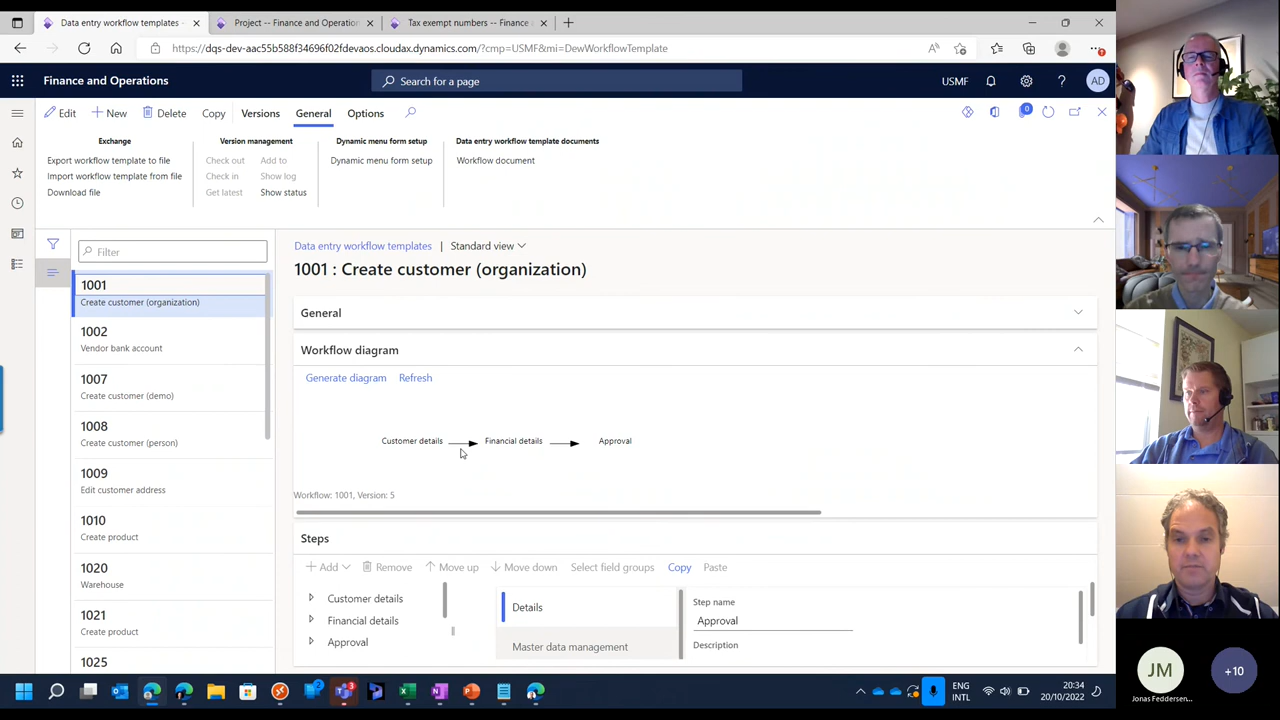 Data entry workflow templates -
Project -- Finance and Operation
Tax exempt numbers -- Finance
https://dqs-dev-aac55b588f34696f02fdevaos.cloudax.dynamics.com/?cmp=USMF&mi=DewWorkflowTemplate
Finance and Operations
Search for a page
USMF
AD
Edit
New
Delete
Copy
Versions
General
Options
0
Exchange
Version management
Dynamic menu form setup
Data entry workflow template documents
Export workflow template to file
Check out
Add to
Dynamic menu form setup
Workflow document
Import workflow template from file
Check in
Show log
Download file
Get latest
Show status
Filter
Data entry workflow templates | Standard view
1001 : Create customer (organization)
1001
Create customer (organization)
1002
Vendor bank account
1007
Create customer (demo)
1008
Create customer (person)
1009
Edit customer address
1010
Create product
1020
Warehouse
1021
Create product
1025
General
Workflow diagram
Generate diagram
Refresh
Customer details
Financial details
Approval
Workflow: 1001, Version: 5
Steps
Add
Remove
Move up
Move down
Select field groups
Copy
Paste
Customer details
Financial details
Approval
Details
Master data management
Step name
Approval
Description
JM
Jonas Feddersen...
+10
ENG
INTL
20:34
20/10/2022